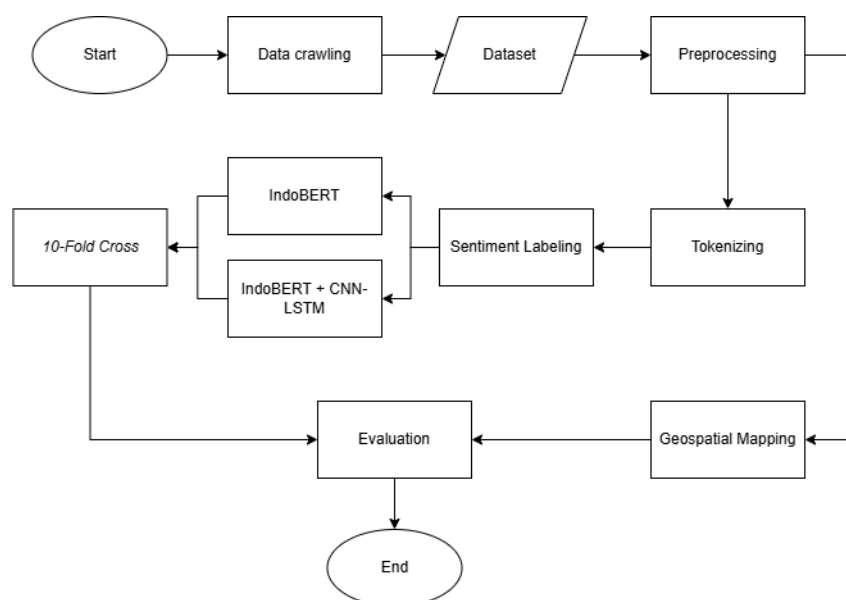 Start
Data crawling
Dataset
Preprocessing
IndoBERT
10-Fold Cross
Sentiment Labeling
Tokenizing
IndoBERT + CNN-
LSTM
Evaluation
Geospatial Mapping
End